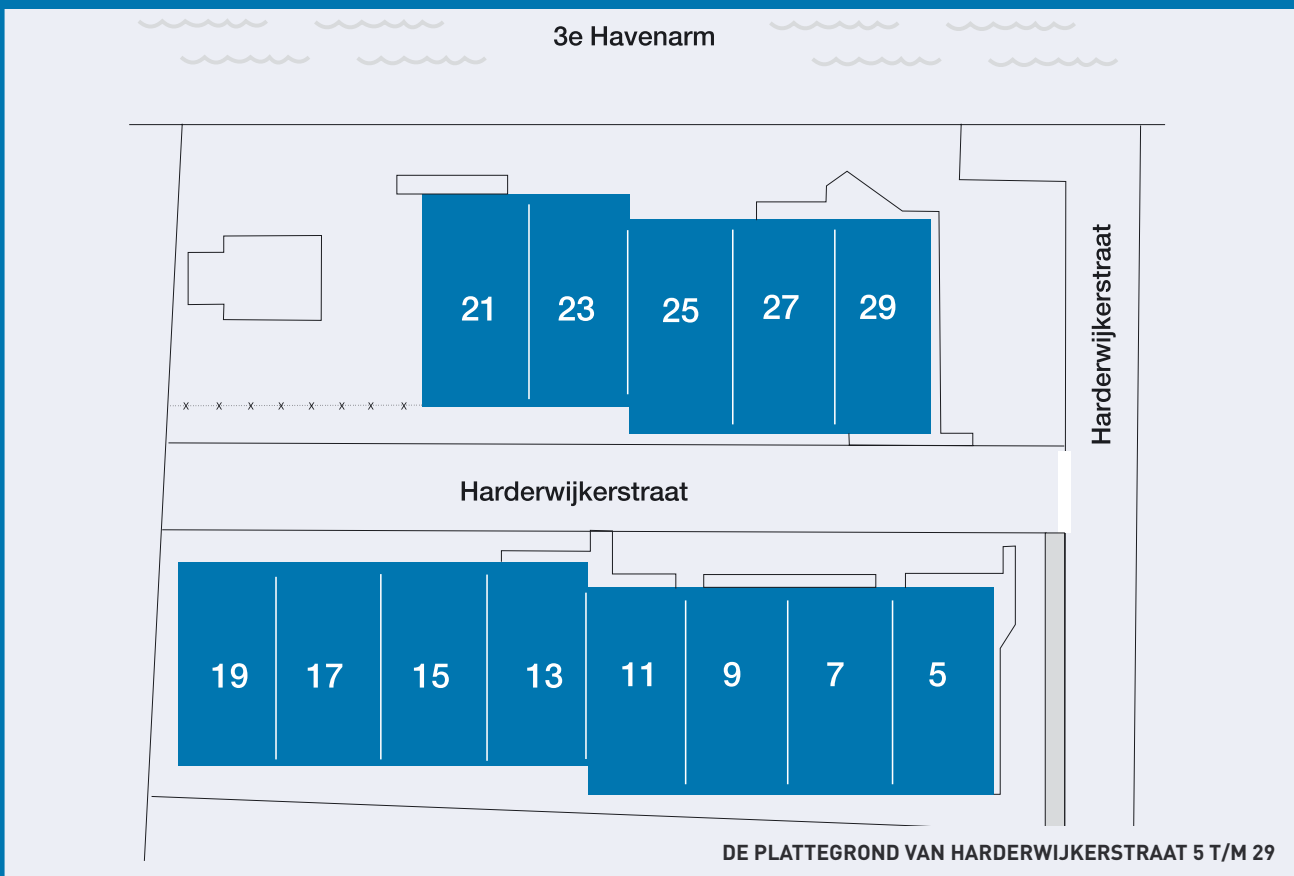 3e Havenarm
21 23 25 27 29
Harderwijkerstraat
x x x x x x x x
Harderwijkerstraat
19 17 15 13 11 9 7 5
DE PLATTEGROND VAN HARDERWIJKERSTRAAT 5 T/M 29